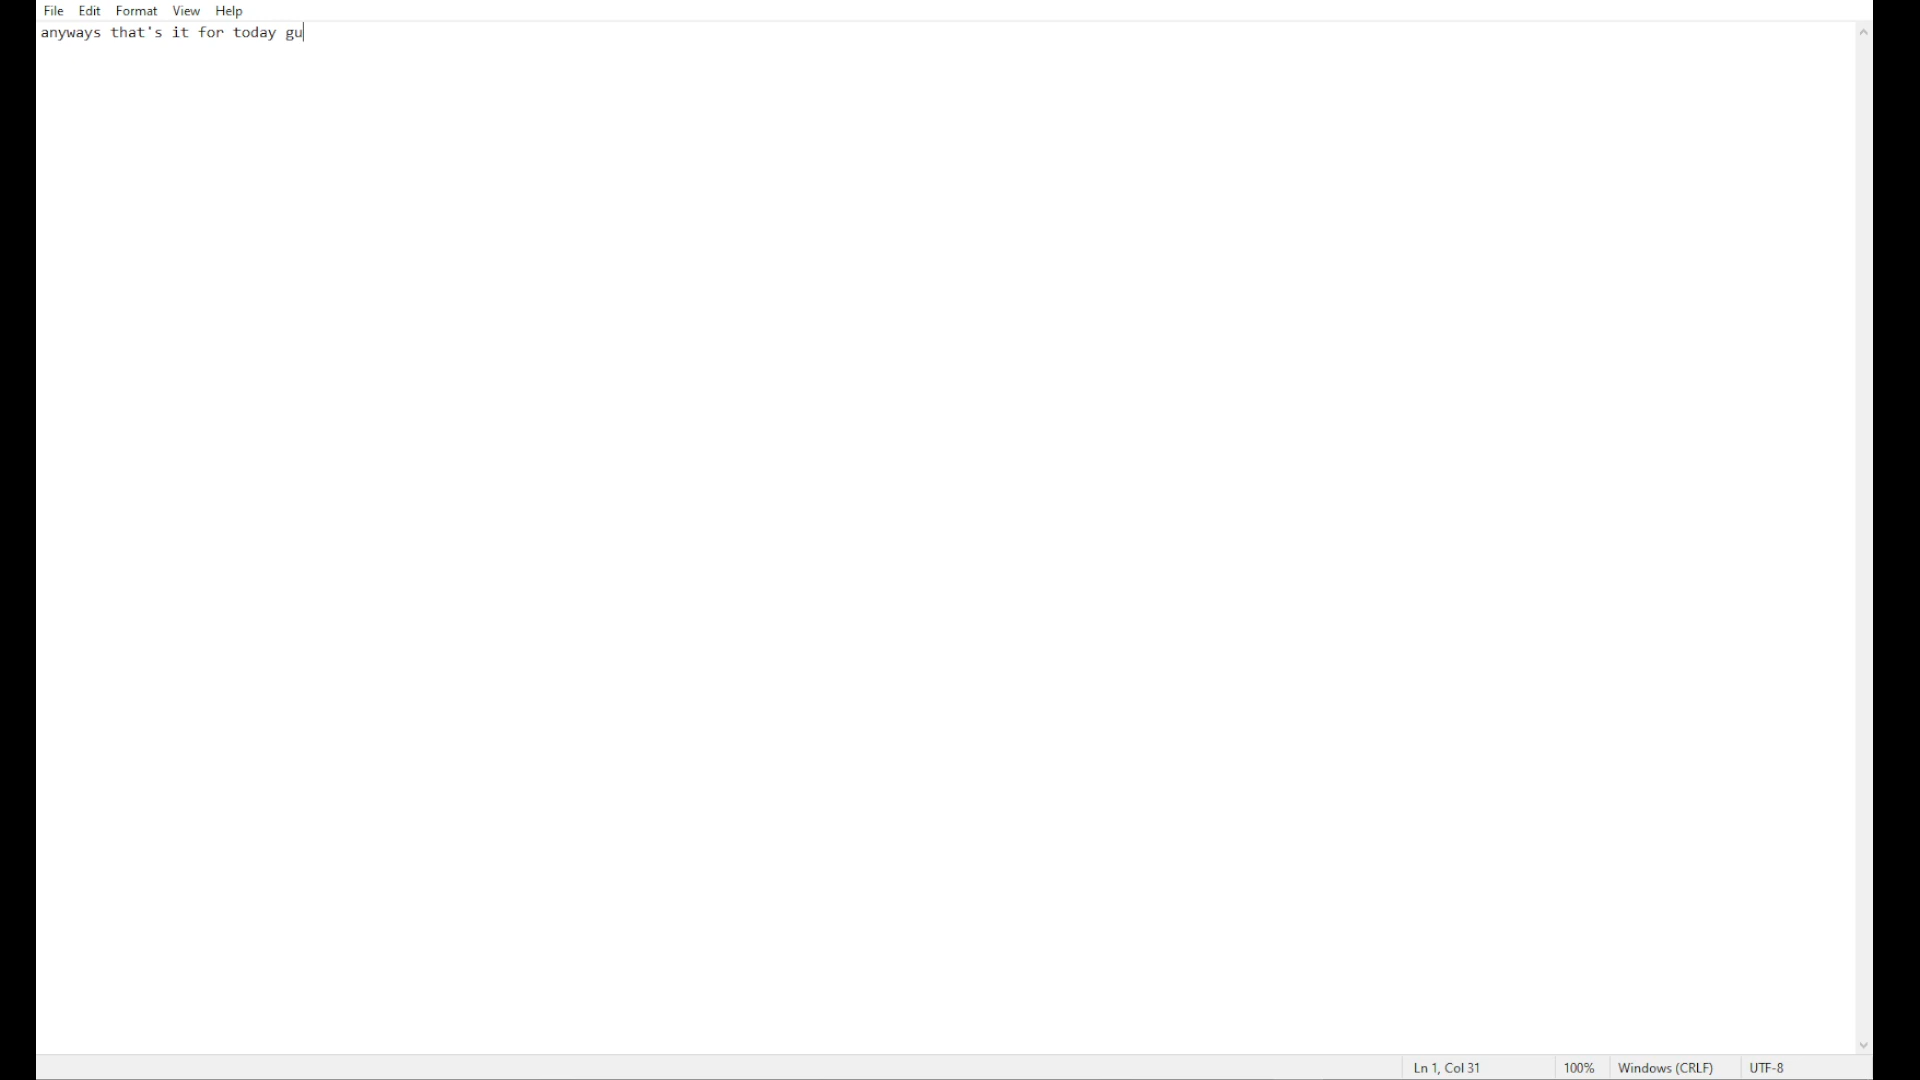 File Edit Format View Help
anyways that's it for today gu
Ln 1, Col 31 100% Windows (CRLF) UTF-8